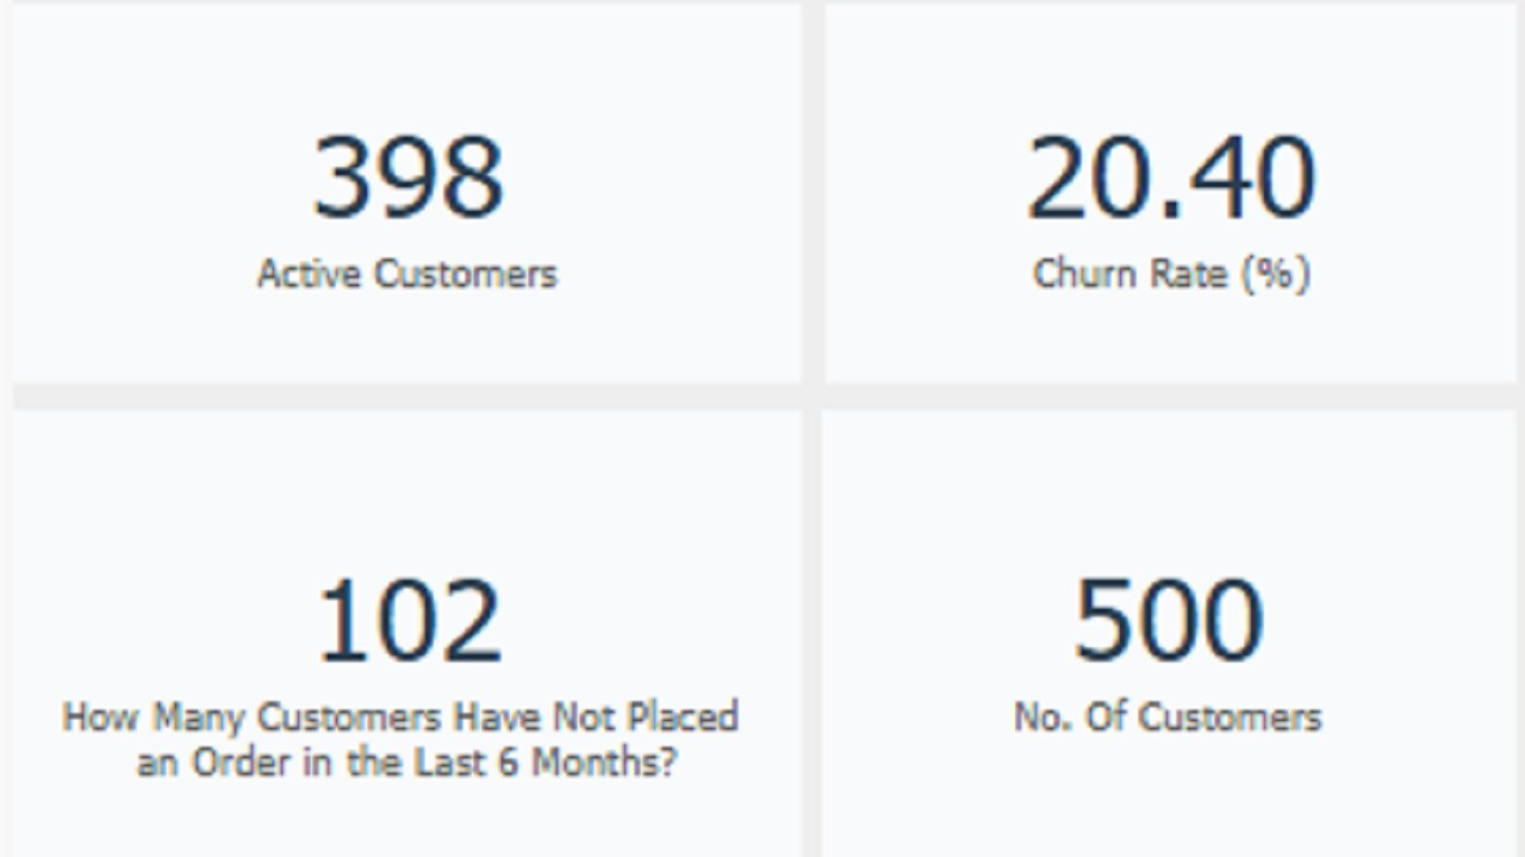 398
Active Customers
20.40
Churn Rate (%)
102
How Many Customers Have Not Placed
an Order in the Last 6 Months?
500
No. Of Customers